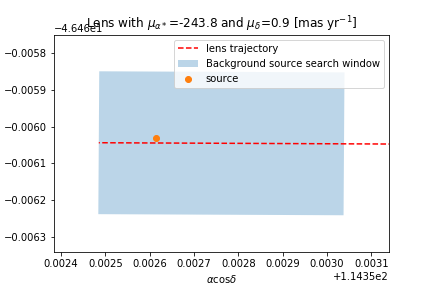 Lens with μα*=-243.8 and μδ=0.9 [mas yr⁻¹]
-4.646e1
lens trajectory
Background source search window
source
-0.0058
-0.0059
-0.0060
-0.0061
-0.0062
-0.0063
0.0024 0.0025 0.0026 0.0027 0.0028 0.0029 0.0030 0.0031
+1.1435e2
αcosδ